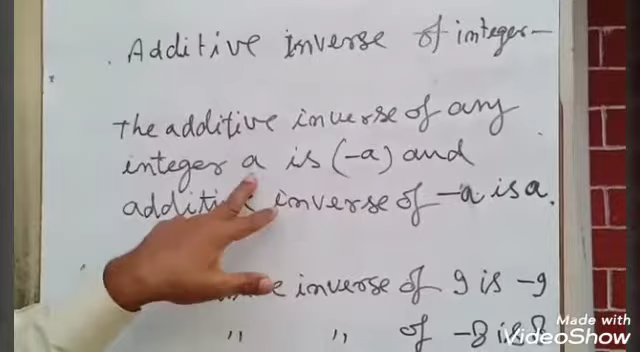 Additive inverse of integer-
The additive inverse of any
integer a is (-a) and
additive inverse of -a is a.
inverse of 9 is -9
" " of -8 is 8
Made with
VideoShow